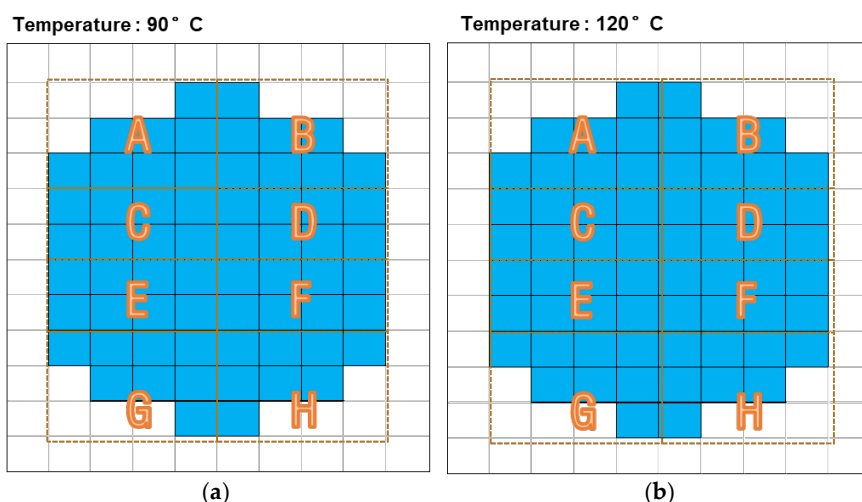 Temperature : 90° C
Temperature : 120° C
A B
A B
C D
C D
E F
E F
G H
G H
(a)
(b)